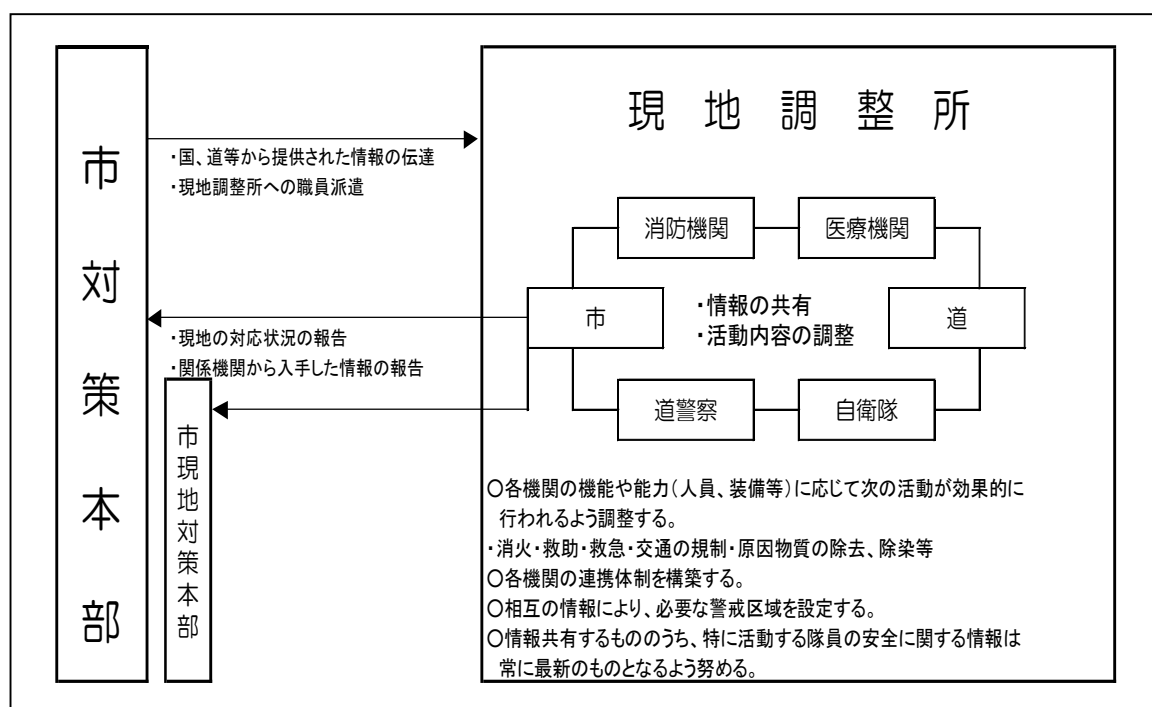 市対策本部
・国、道等から提供された情報の伝達
・現地調整所への職員派遣
・現地の対応状況の報告
・関係機関から入手した情報の報告
市現地対策本部
現地調整所
消防機関
医療機関
市
・情報の共有
・活動内容の調整
道
道警察
自衛隊
○各機関の機能や能力(人員、装備等)に応じて次の活動が効果的に
行われるよう調整する。
・消火・救助・救急・交通の規制・原因物質の除去、除染等
○各機関の連携体制を構築する。
○相互の情報により、必要な警戒区域を設定する。
○情報共有するもののうち、特に活動する隊員の安全に関する情報は
常に最新のものとなるよう努める。